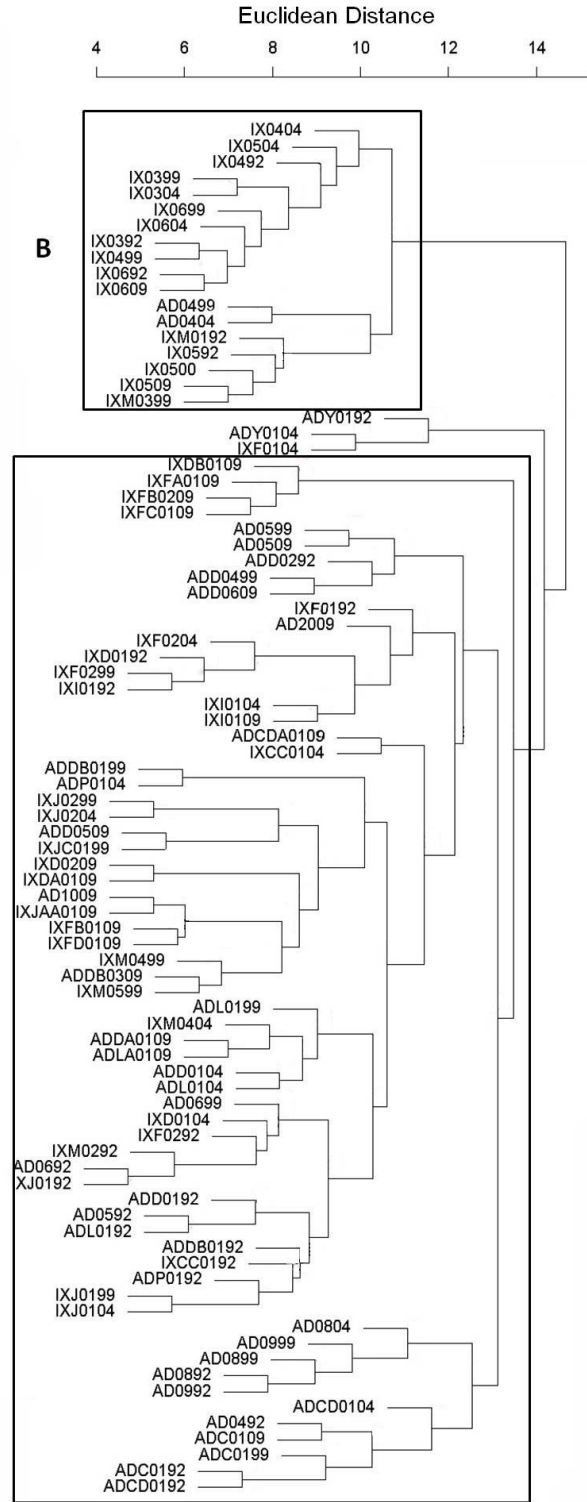 Euclidean Distance
4 6 8 10 12 14
IX0404
IX0504
IX0492
IX0399
IX0304
IX0699
IX0604
IX0392
B
IX0499
IX0692
IX0609
AD0499
AD0404
IXM0192
IX0592
IX0500
IX0509
IXM0399
ADY0192
ADY0104
IXF0104
IXDB0109
IXFA0109
IXFB0209
IXFC0109
AD0599
AD0509
ADD0292
ADD0499
ADD0609
IXF0192
AD2009
IXF0204
IXD0192
IXF0299
IXI0192
IXI0104
IXI0109
ADCDA0109
IXCC0104
ADDB0199
ADP0104
IXJ0299
IXJ0204
ADD0509
IXJC0199
IXD0209
IXDA0109
AD1009
IXJAA0109
IXFB0109
IXFD0109
IXM0499
ADDB0309
IXM0599
ADL0199
IXM0404
ADDA0109
ADLA0109
ADD0104
ADL0104
AD0699
IXD0104
IXF0292
IXM0292
AD0692
XJ0192
ADD0192
AD0592
ADL0192
ADDB0192
IXCC0192
ADP0192
IXJ0199
IXJ0104
AD0804
AD0999
AD0899
AD0892
AD0992
ADCD0104
AD0492
ADC0109
ADC0199
ADC0192
ADCD0192